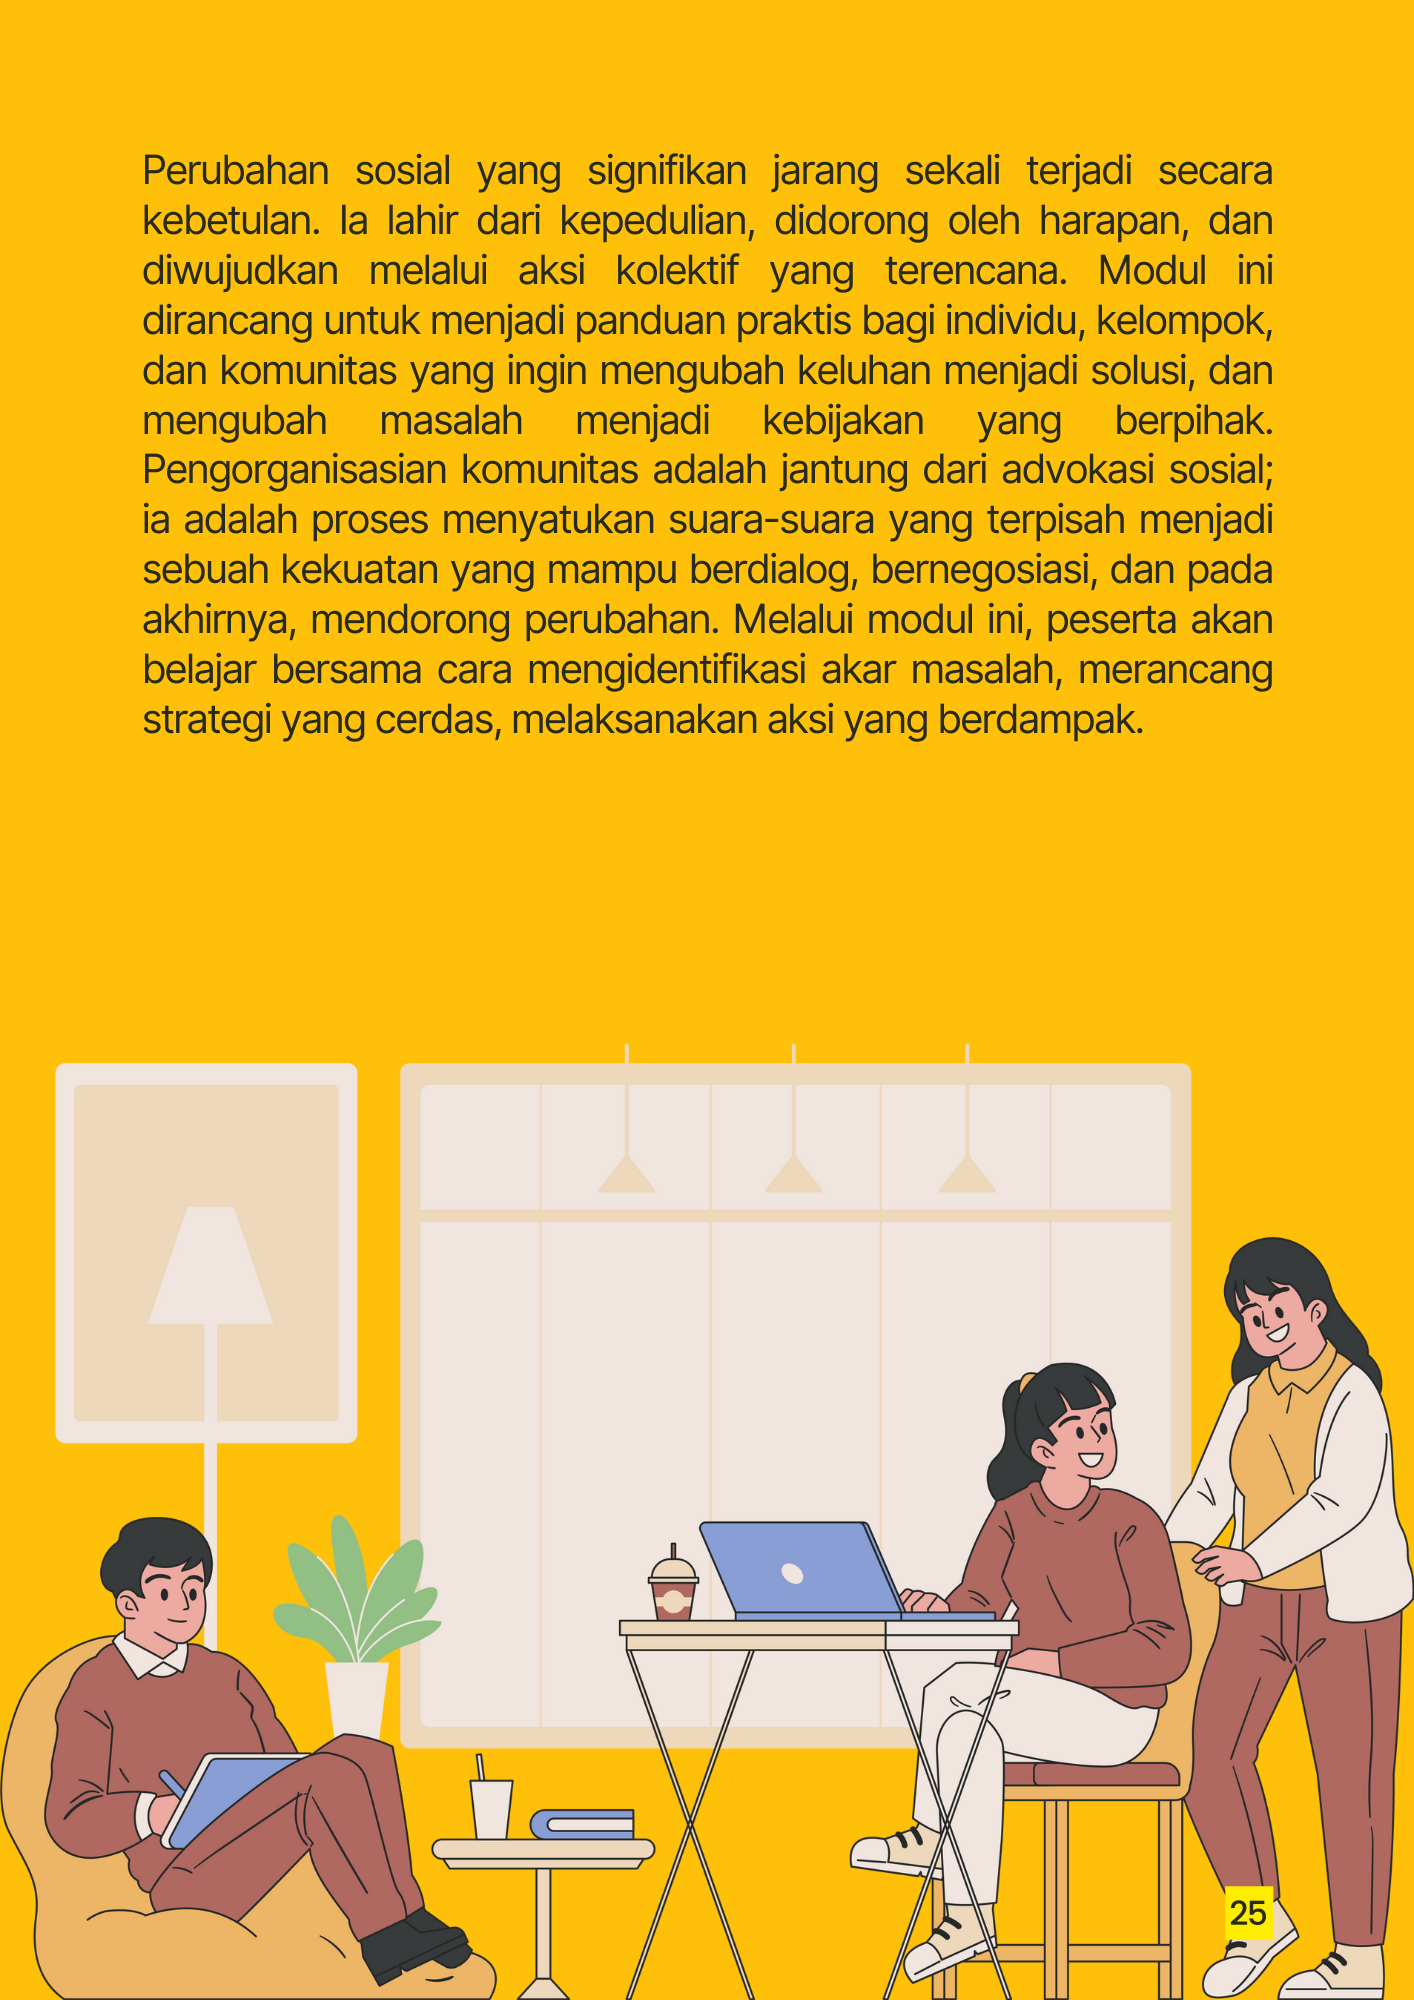 Perubahan sosial yang signifikan jarang sekali terjadi secara
kebetulan. Ia lahir dari kepedulian, didorong oleh harapan, dan
diwujudkan melalui aksi kolektif yang terencana. Modul ini
dirancang untuk menjadi panduan praktis bagi individu, kelompok,
dan komunitas yang ingin mengubah keluhan menjadi solusi, dan
mengubah masalah menjadi kebijakan yang berpihak.
Pengorganisasian komunitas adalah jantung dari advokasi sosial;
ia adalah proses menyatukan suara-suara yang terpisah menjadi
sebuah kekuatan yang mampu berdialog, bernegosiasi, dan pada
akhirnya, mendorong perubahan. Melalui modul ini, peserta akan
belajar bersama cara mengidentifikasi akar masalah, merancang
strategi yang cerdas, melaksanakan aksi yang berdampak.
25